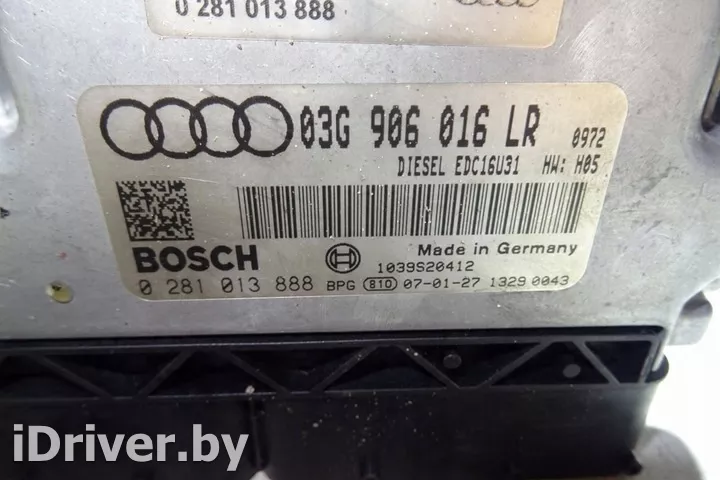 0 281 013 888
03G 906 016 LR 0972
DIESEL EDC16U31 HW: H05
Made in Germany
BOSCH 1039S20412
0 281 013 888 BPG 810 07-01-27 1329 0043
iDriver.by